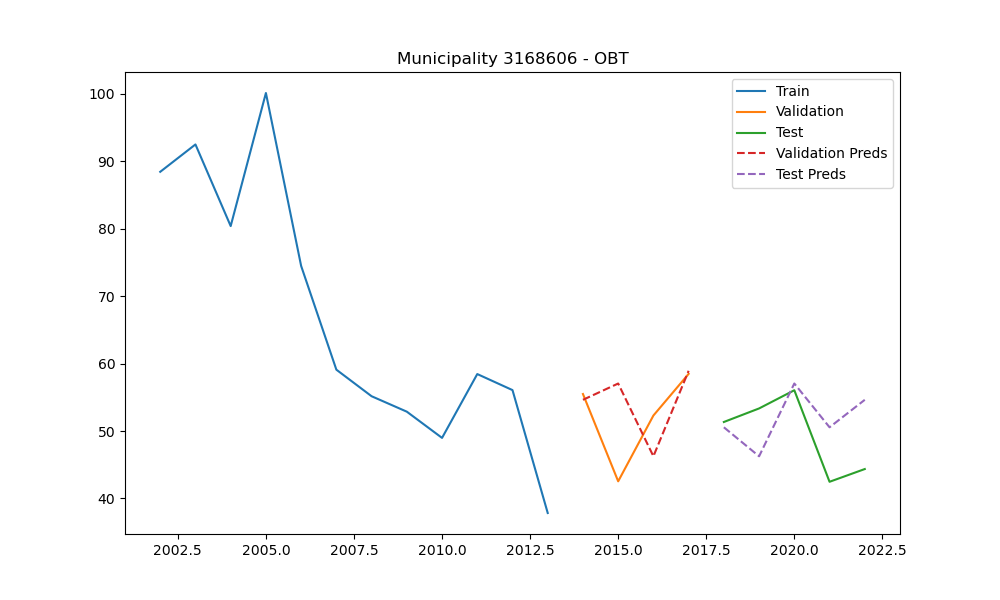 Municipality 3168606 - OBT
Train
Validation
Test
Validation Preds
Test Preds
100
90
80
70
60
50
40
2002.5 2005.0 2007.5 2010.0 2012.5 2015.0 2017.5 2020.0 2022.5